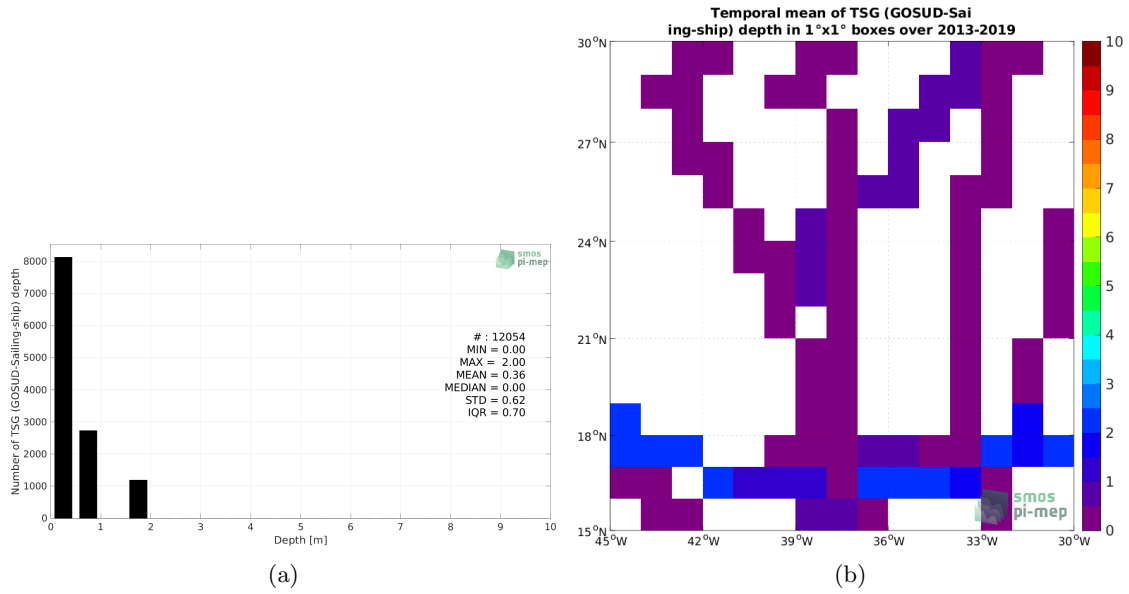 Number of TSG (GOSUD-Sailing-ship) depth
8000
7000
6000
5000
4000
3000
2000
1000
0
0 1 2 3 4 5 6 7 8 9 10
Depth [m]
smos
pi-mep
# : 12054
MIN = 0.00
MAX = 2.00
MEAN = 0.36
MEDIAN = 0.00
STD = 0.62
IQR = 0.70
(a)
Temporal mean of TSG (GOSUD-Sai
ing-ship) depth in 1°x1° boxes over 2013-2019
30°N
27°N
24°N
21°N
18°N
15°N
45°W 42°W 39°W 36°W 33°W 30°W
smos
pi-mep
10
9
8
7
6
5
4
3
2
1
0
(b)